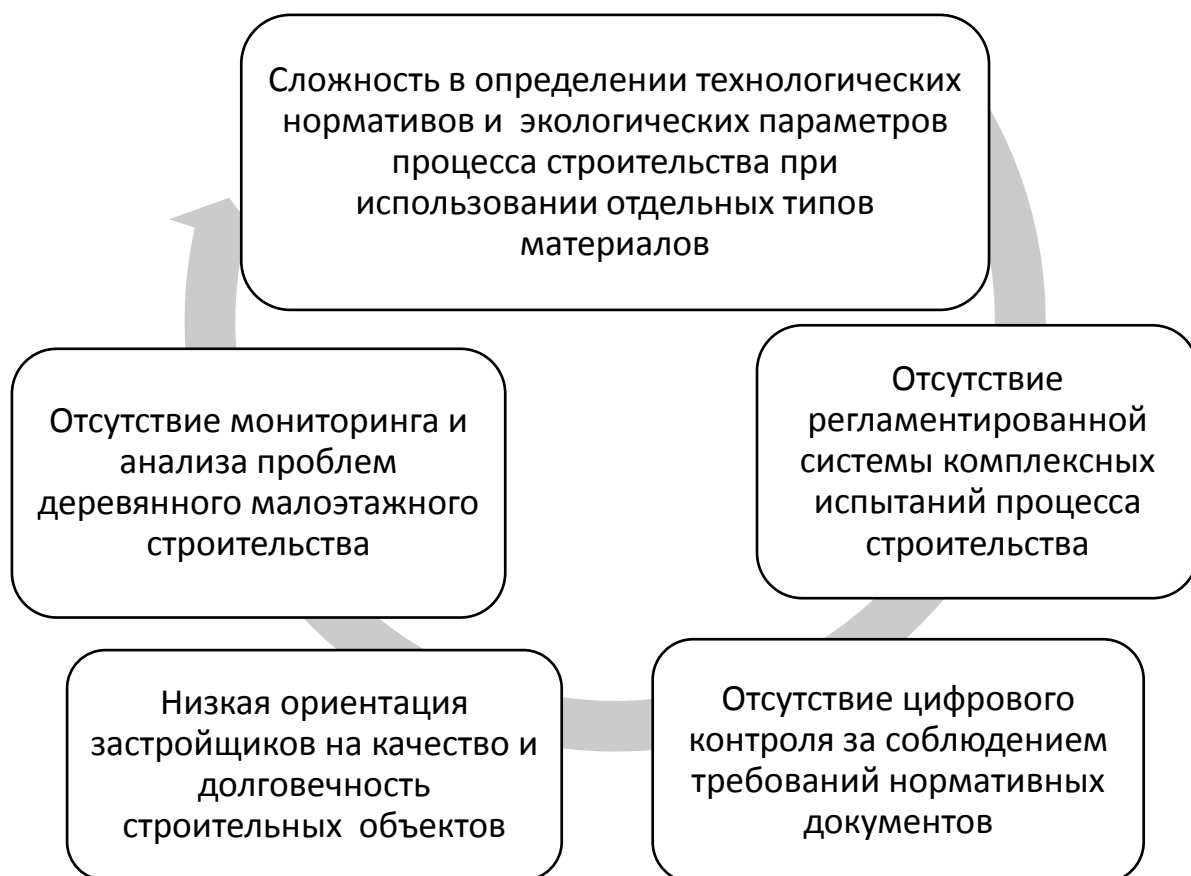 Сложность в определении технологических
нормативов и  экологических параметров
процесса строительства при
использовании отдельных типов
материалов
Отсутствие
регламентированной
системы комплексных
испытаний процесса
строительства
Отсутствие цифрового
контроля за соблюдением
требований нормативных
документов
Низкая ориентация
застройщиков на качество и
долговечность
строительных  объектов
Отсутствие мониторинга и
анализа проблем
деревянного малоэтажного
строительства